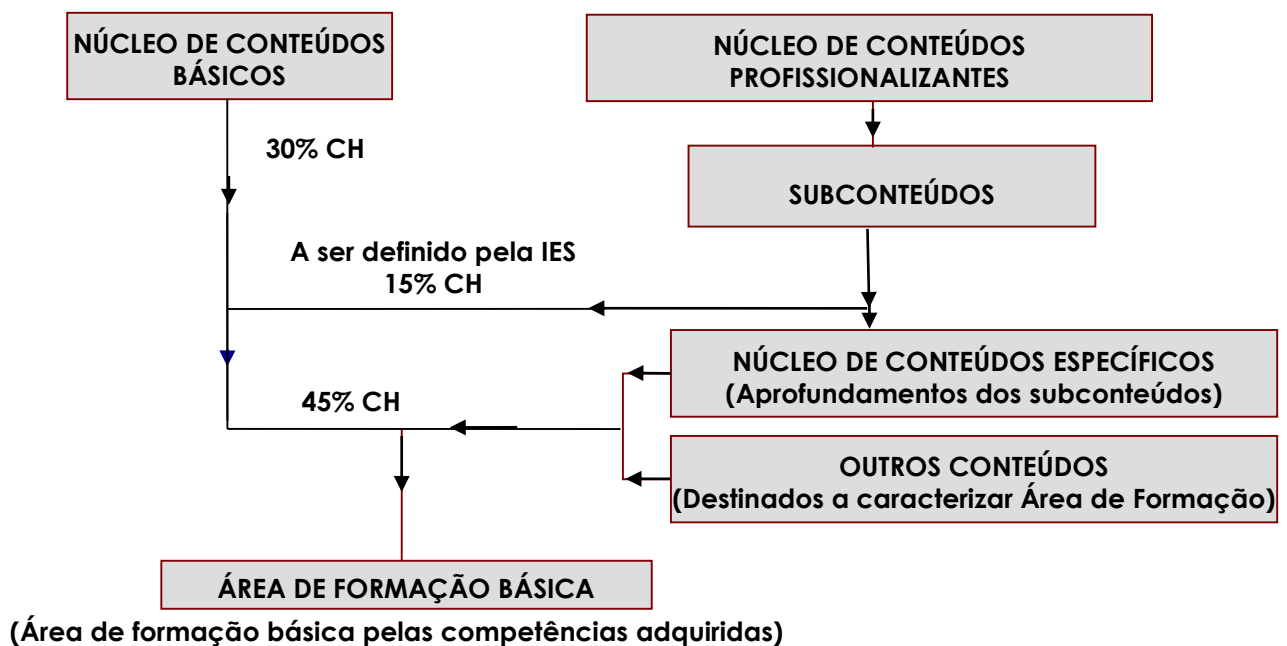 NÚCLEO DE CONTEÚDOS
BÁSICOS
NÚCLEO DE CONTEÚDOS
PROFISSIONALIZANTES
30% CH
SUBCONTEÚDOS
A ser definido pela IES
15% CH
NÚCLEO DE CONTEÚDOS ESPECÍFICOS
(Aprofundamentos dos subconteúdos)
45% CH
OUTROS CONTEÚDOS
(Destinados a caracterizar Área de Formação)
ÁREA DE FORMAÇÃO BÁSICA
(Área de formação básica pelas competências adquiridas)